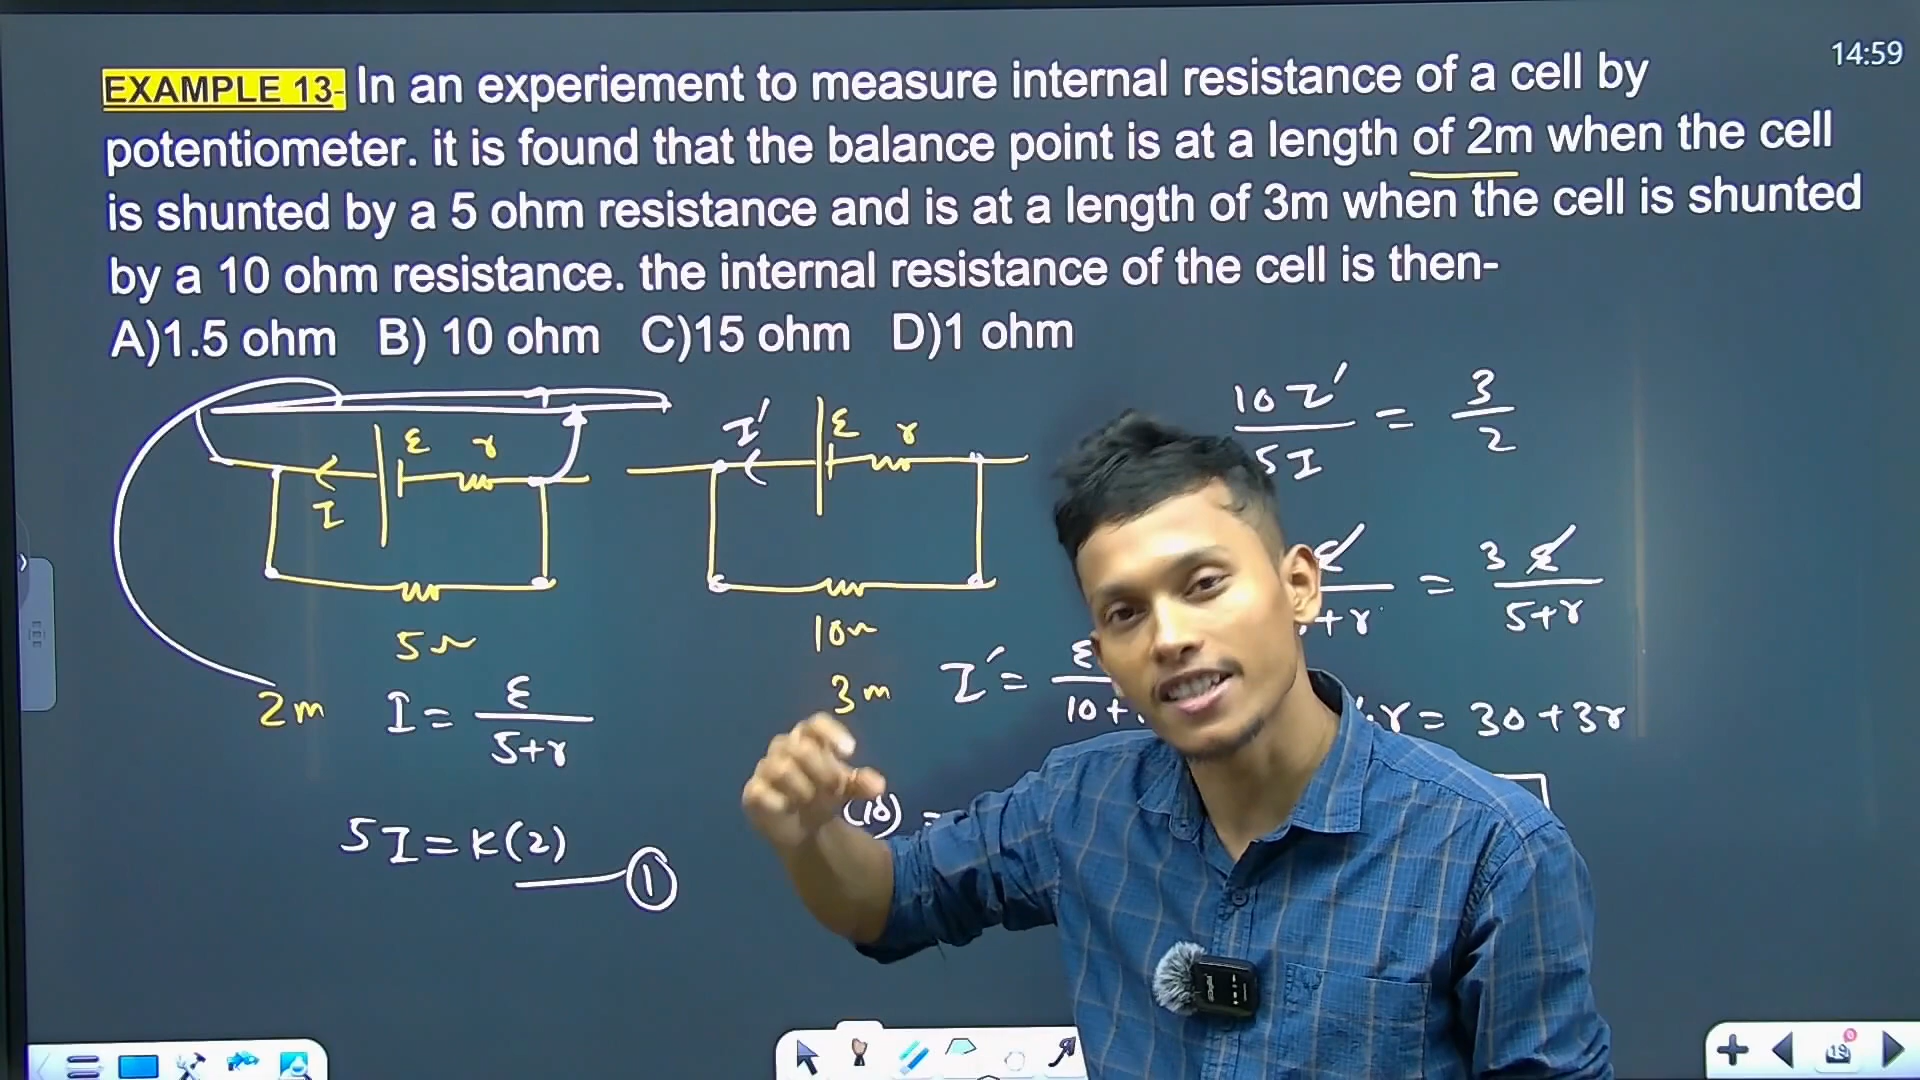 14:59
EXAMPLE 13- In an experiement to measure internal resistance of a cell by
potentiometer. it is found that the balance point is at a length of 2m when the cell
is shunted by a 5 ohm resistance and is at a length of 3m when the cell is shunted
by a 10 ohm resistance. the internal resistance of the cell is then-
A)1.5 ohm B) 10 ohm C)15 ohm D)1 ohm
ε r
I
5Ω
2m
I = ε / 5+r
5I = K(2)
①
I' ε r
10Ω
3m
I' = ε / 10+
(10) =
10I' / 5I = 3 / 2
ε / +r = 3ε / 5+r
r = 30+3r
19